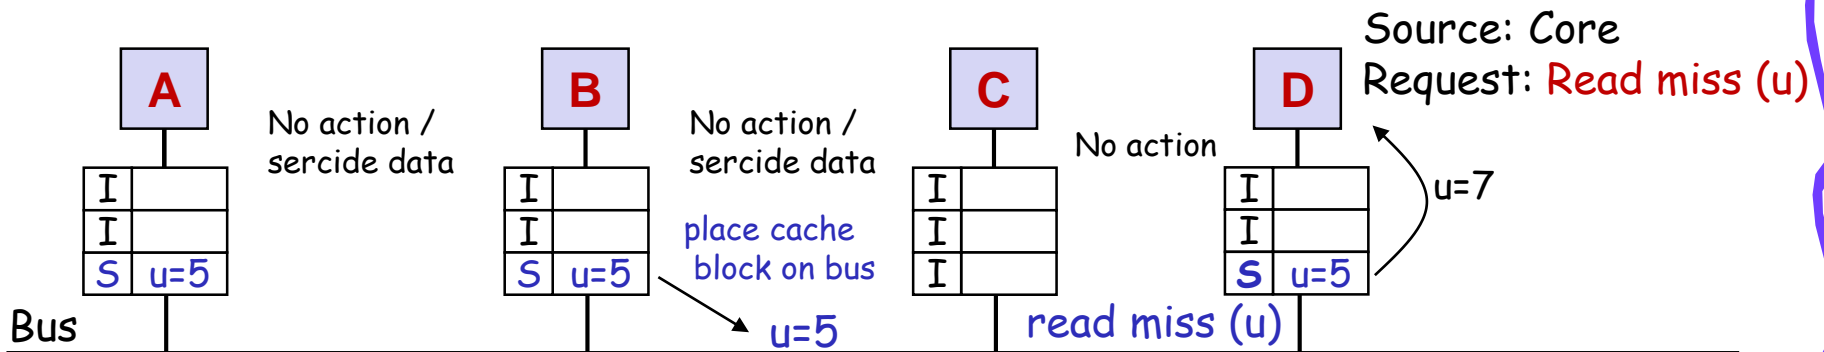 Source: Core
Request: Read miss (u)
A
B
C
D
No action /
sercide data
No action /
sercide data
No action
I
I
S u=5
I
I
S u=5
place cache
block on bus
I
I
I
I
I
S u=5
u=7
Bus
u=5
read miss (u)